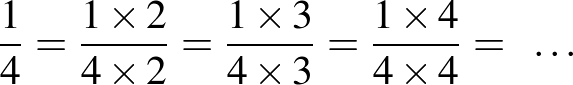 1/4 = 1 × 2/4 × 2 = 1 × 3/4 × 3 = 1 × 4/4 × 4 = …